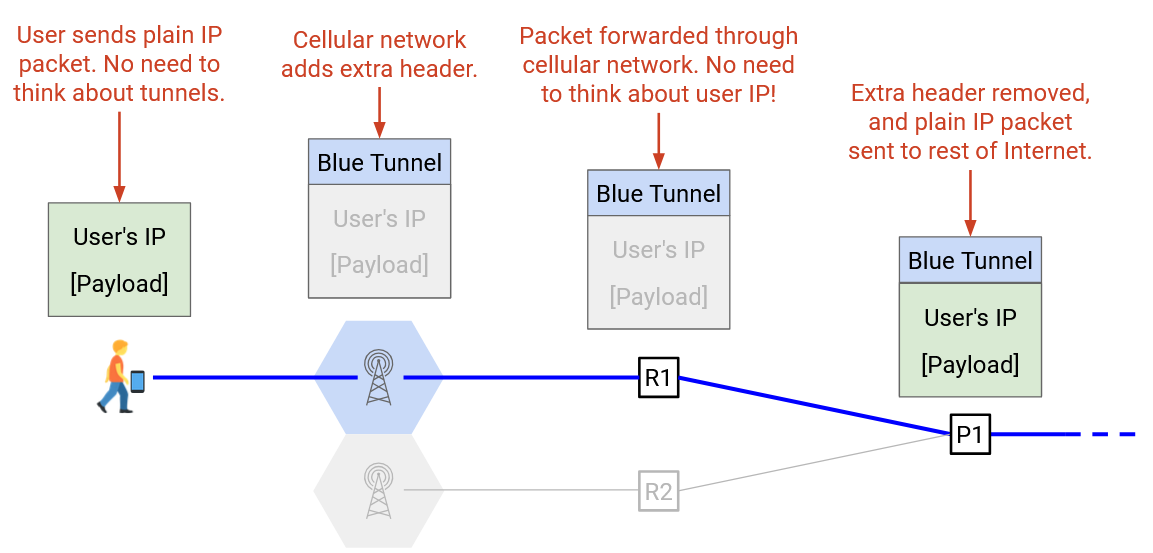 User sends plain IP
packet. No need to
think about tunnels.
Cellular network
adds extra header.
Packet forwarded through
cellular network. No need
to think about user IP!
Extra header removed,
and plain IP packet
sent to rest of Internet.
User's IP
[Payload]
Blue Tunnel
User's IP
[Payload]
Blue Tunnel
User's IP
[Payload]
Blue Tunnel
User's IP
[Payload]
R1
P1
R2